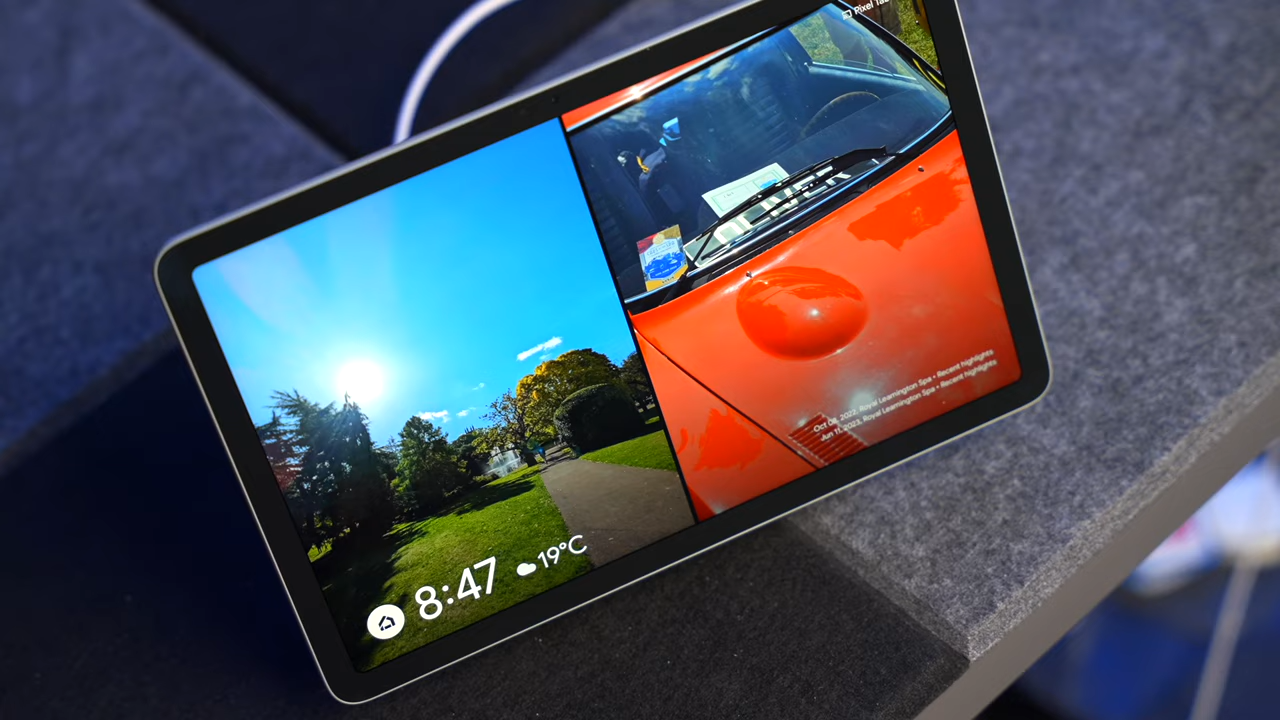 Pixel Tab
8:47
19°C
Oct 08, 2022, Royal Leamington Spa • Recent highlights
Jun 11, 2023, Royal Leamington Spa • Recent highlights